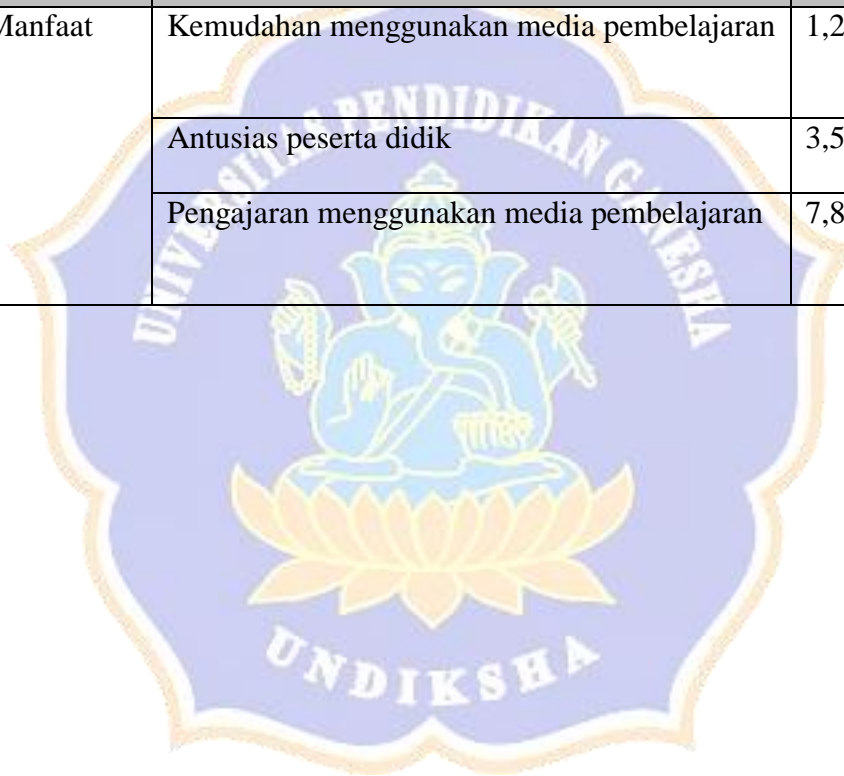 Manfaat Kemudahan menggunakan media pembelajaran 1,2
Antusias peserta didik 3,5
Pengajaran menggunakan media pembelajaran 7,8
UNIVERSITAS PENDIDIKAN GANESHA
UNDIKSHA